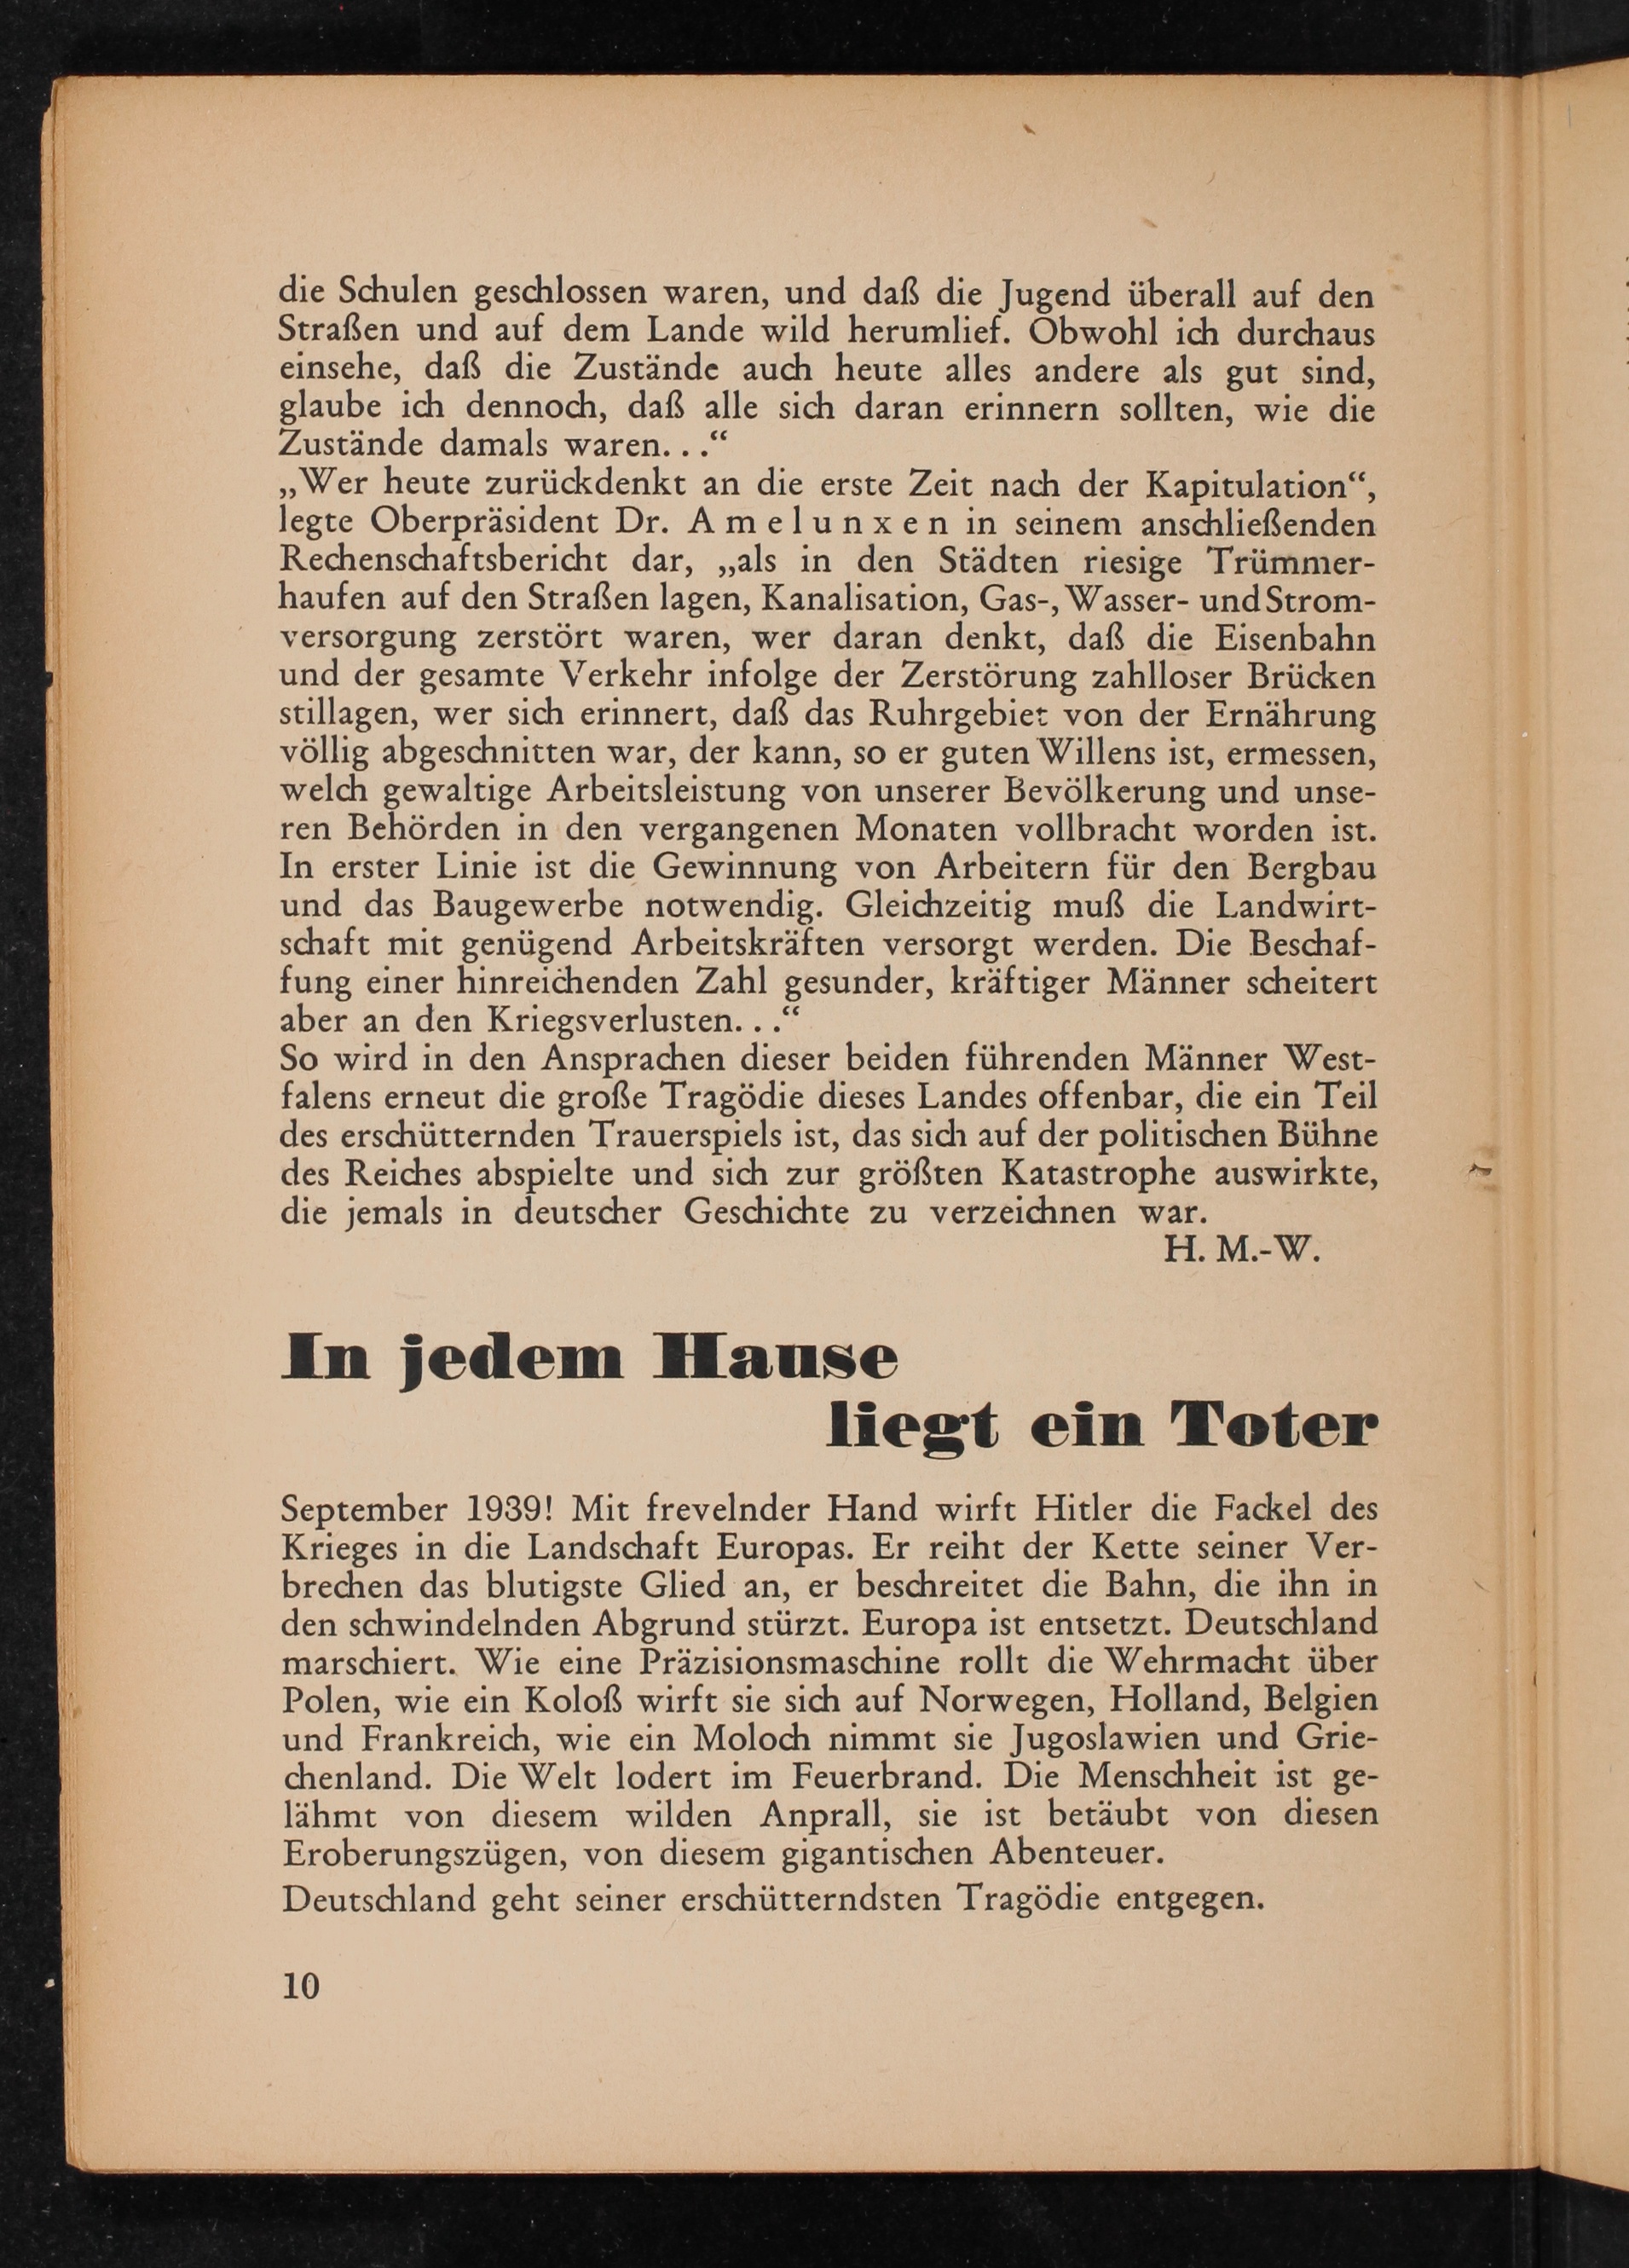 die Schulen geschlossen waren, und daß die Jugend überall auf den
Straßen und auf dem Lande wild herumlief. Obwohl ich durchaus
einsehe, daß die Zustände auch heute alles andere als gut sind,
glaube ich dennoch, daß alle sich daran erinnern sollten, wie die
Zustände damals waren. . .“
„Wer heute zurückdenkt an die erste Zeit nach der Kapitulation“,
legte Oberpräsident Dr. A m e l u n x e n in seinem anschließenden
Rechenschaftsbericht dar, „als in den Städten riesige Trümmer-
haufen auf den Straßen lagen, Kanalisation, Gas-, Wasser- und Strom-
versorgung zerstört waren, wer daran denkt, daß die Eisenbahn
und der gesamte Verkehr infolge der Zerstörung zahlloser Brücken
stillagen, wer sich erinnert, daß das Ruhrgebiet von der Ernährung
völlig abgeschnitten war, der kann, so er guten Willens ist, ermessen,
welch gewaltige Arbeitsleistung von unserer Bevölkerung und unse-
ren Behörden in den vergangenen Monaten vollbracht worden ist.
In erster Linie ist die Gewinnung von Arbeitern für den Bergbau
und das Baugewerbe notwendig. Gleichzeitig muß die Landwirt-
schaft mit genügend Arbeitskräften versorgt werden. Die Beschaf-
fung einer hinreichenden Zahl gesunder, kräftiger Männer scheitert
aber an den Kriegsverlusten. . .“
So wird in den Ansprachen dieser beiden führenden Männer West-
falens erneut die große Tragödie dieses Landes offenbar, die ein Teil
des erschütternden Trauerspiels ist, das sich auf der politischen Bühne
des Reiches abspielte und sich zur größten Katastrophe auswirkte,
die jemals in deutscher Geschichte zu verzeichnen war.
H. M.-W.
In jedem Hause
liegt ein Toter
September 1939! Mit frevelnder Hand wirft Hitler die Fackel des
Krieges in die Landschaft Europas. Er reiht der Kette seiner Ver-
brechen das blutigste Glied an, er beschreitet die Bahn, die ihn in
den schwindelnden Abgrund stürzt. Europa ist entsetzt. Deutschland
marschiert. Wie eine Präzisionsmaschine rollt die Wehrmacht über
Polen, wie ein Koloß wirft sie sich auf Norwegen, Holland, Belgien
und Frankreich, wie ein Moloch nimmt sie Jugoslawien und Grie-
chenland. Die Welt lodert im Feuerbrand. Die Menschheit ist ge-
lähmt von diesem wilden Anprall, sie ist betäubt von diesen
Eroberungszügen, von diesem gigantischen Abenteuer.
Deutschland geht seiner erschütterndsten Tragödie entgegen.
10